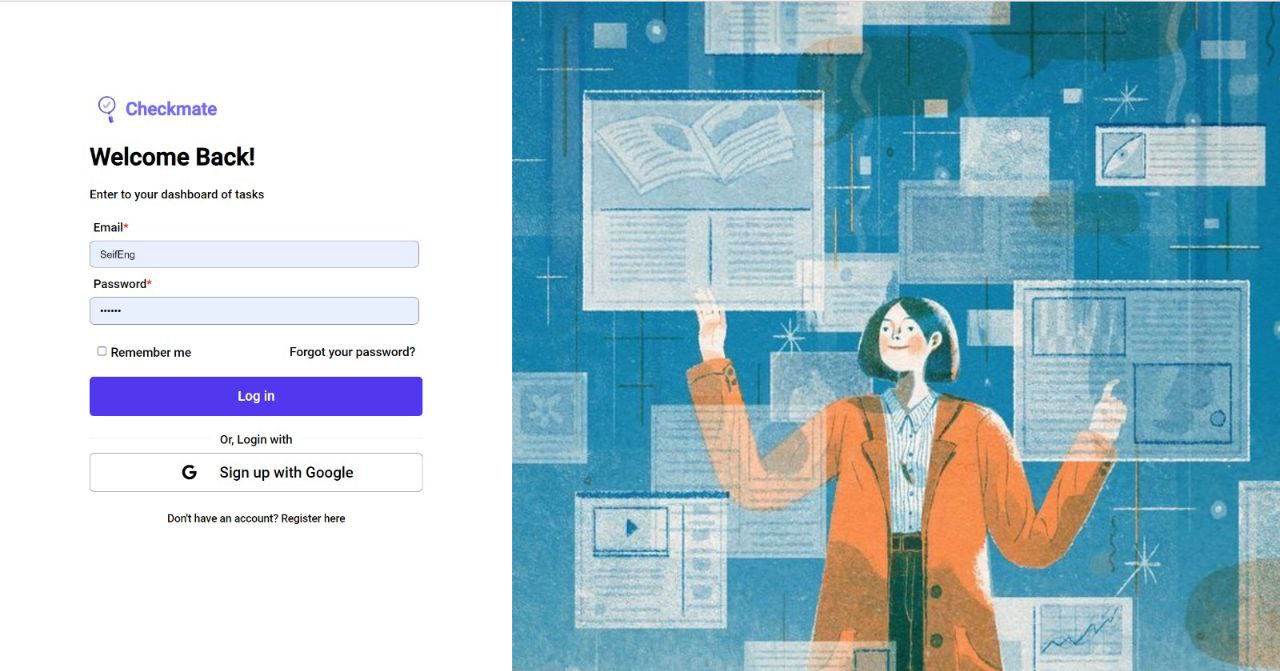 Checkmate
Welcome Back!
Enter to your dashboard of tasks
Email*
SeifEng
Password*
••••••
Remember me
Forgot your password?
Log in
Or, Login with
G Sign up with Google
Don't have an account? Register here